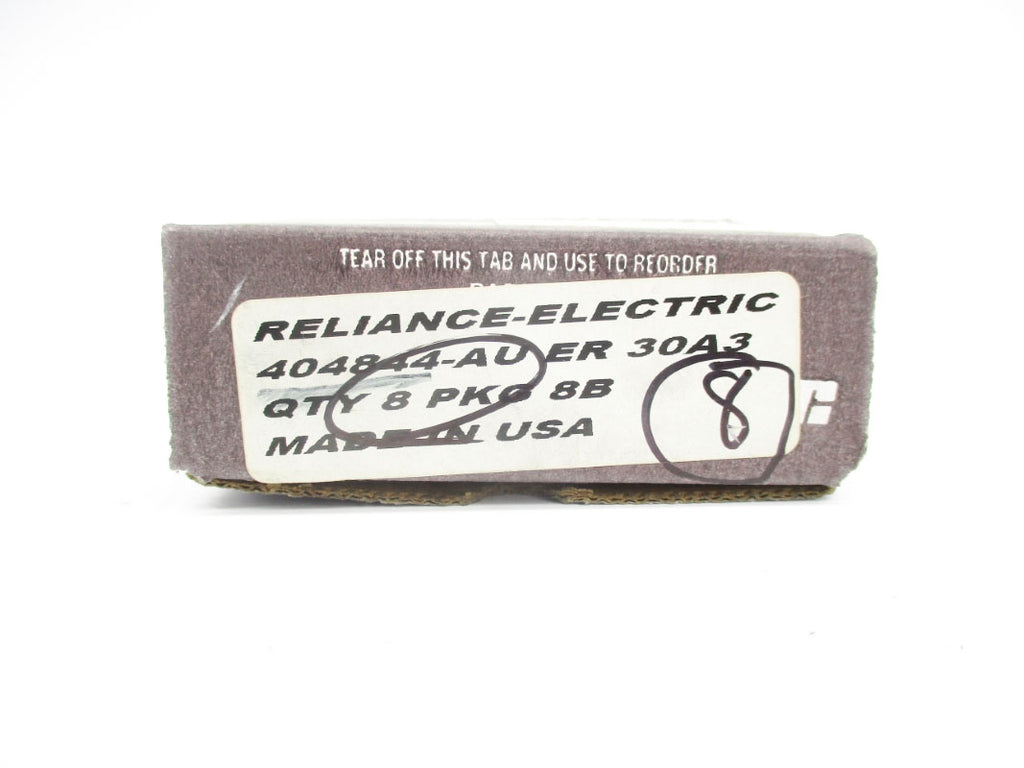 TEAR OFF THIS TAB AND USE TO REORDER
RELIANCE-ELECTRIC
404844-AU ER 30A3
QTY 8 PKG 8B
MADE IN USA
8